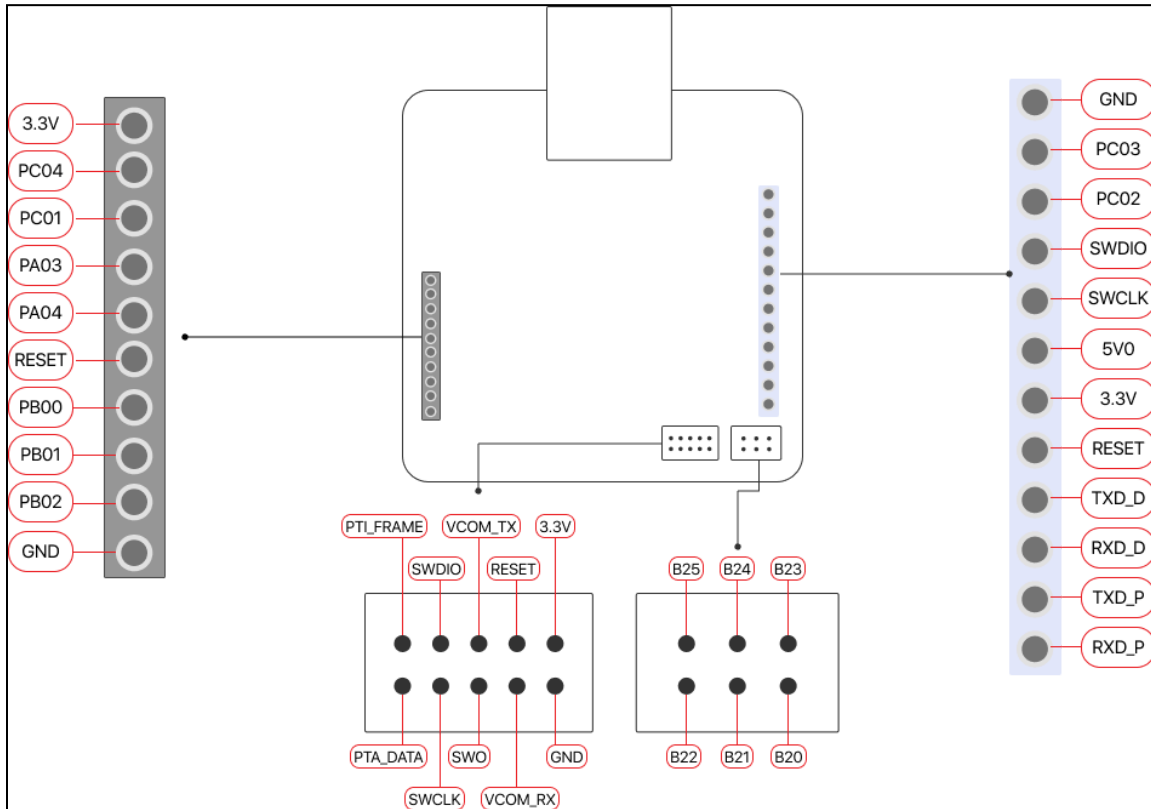 3.3V
PC04
PC01
PA03
PA04
RESET
PB00
PB01
PB02
GND
GND
PC03
PC02
SWDIO
SWCLK
5V0
3.3V
RESET
TXD_D
RXD_D
TXD_P
RXD_P
PTI_FRAME
VCOM_TX
3.3V
SWDIO
RESET
PTA_DATA
SWO
GND
SWCLK
VCOM_RX
B25
B24
B23
B22
B21
B20